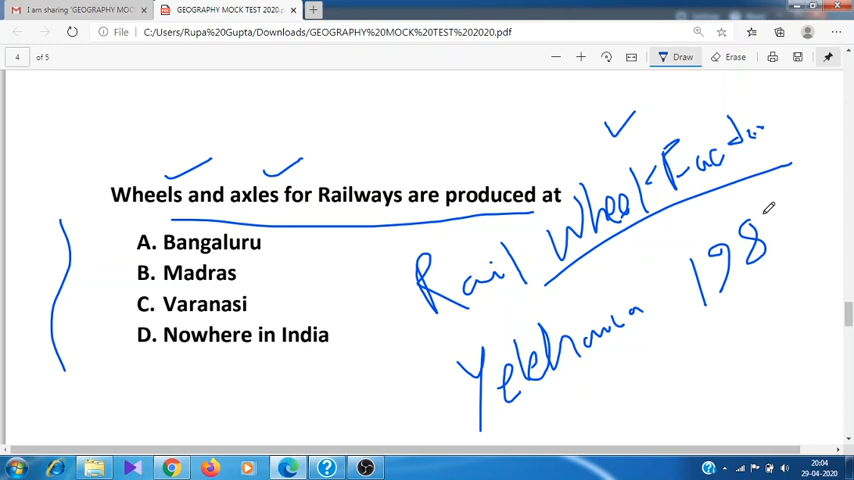 I am sharing 'GEOGRAPHY MOC
GEOGRAPHY MOCK TEST 2020.p
File
C:/Users/Rupa%20Gupta/Downloads/GEOGRAPHY%20MOCK%20TEST%202020.pdf
4 of 5
Draw
Erase
Wheels and axles for Railways are produced at
A. Bangaluru
B. Madras
C. Varanasi
D. Nowhere in India
Rail Wheel
198
20:04
29-04-2020